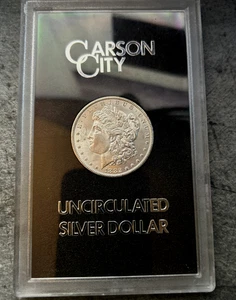 CARSON
CITY
UNCIRCULATED
SILVER DOLLAR